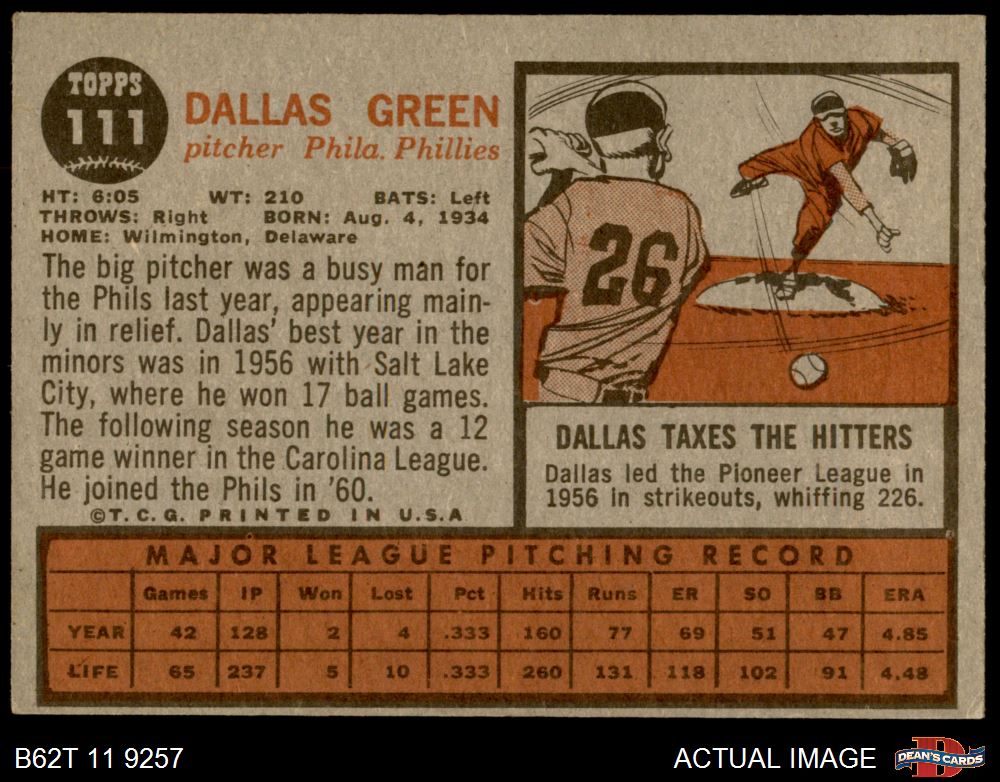 TOPPS
111
DALLAS GREEN
pitcher Phila. Phillies
HT: 6:05 WT: 210 BATS: Left
THROWS: Right BORN: Aug. 4, 1934
HOME: Wilmington, Delaware
The big pitcher was a busy man for
the Phils last year, appearing main-
ly in relief. Dallas' best year in the
minors was in 1956 with Salt Lake
City, where he won 17 ball games.
The following season he was a 12
game winner in the Carolina League.
He joined the Phils in '60.
©T.C.G. PRINTED IN U.S.A
26
DALLAS TAXES THE HITTERS
Dallas led the Pioneer League in
1956 in strikeouts, whiffing 226.
MAJOR LEAGUE PITCHING RECORD
Games IP Won Lost Pct Hits Runs ER SO BB ERA
YEAR 42 128 2 4 .333 160 77 69 51 47 4.85
LIFE 65 237 5 10 .333 260 131 118 102 91 4.48
B62T 11 9257
ACTUAL IMAGE
D
DEAN'S CARDS